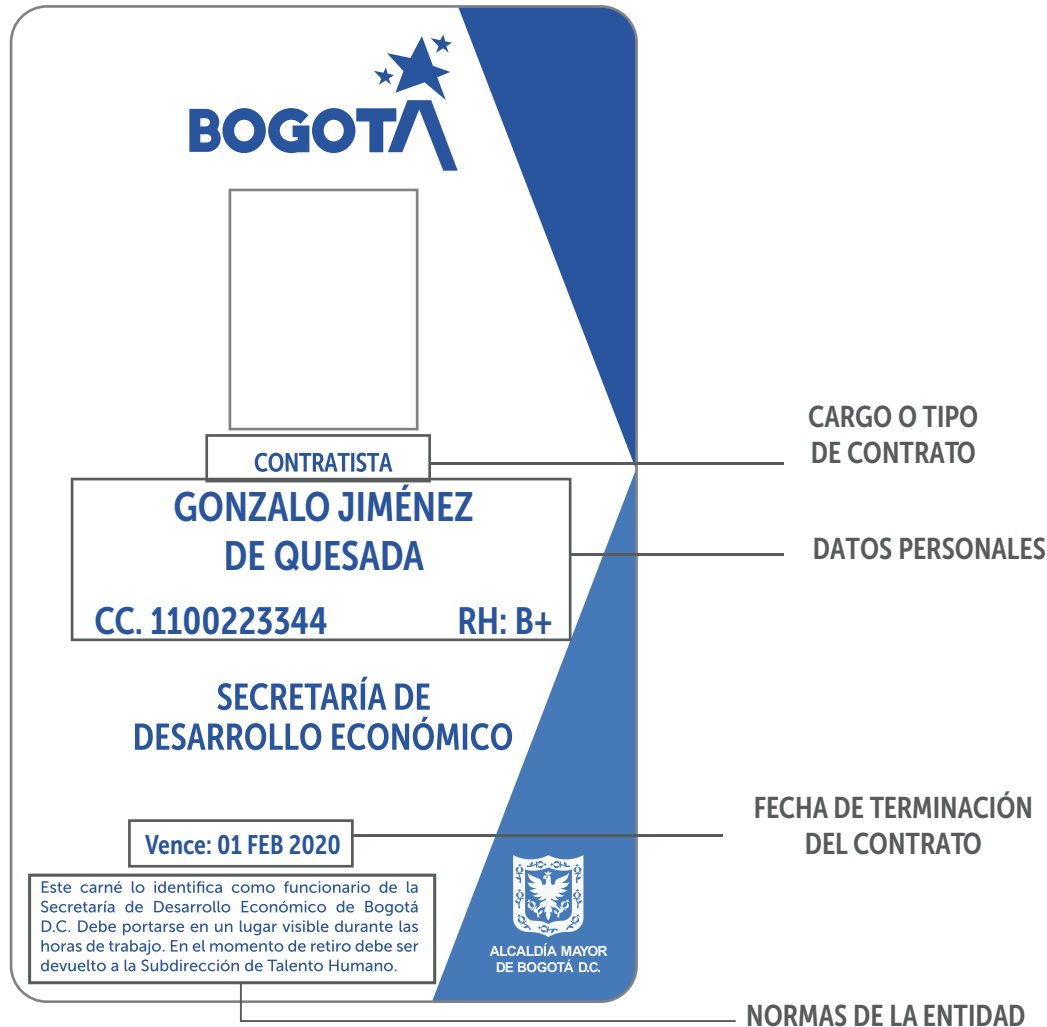 BOGOTÁ
CONTRATISTA
GONZALO JIMÉNEZ
DE QUESADA
CC. 1100223344
RH: B+
SECRETARÍA DE
DESARROLLO ECONÓMICO
Vence: 01 FEB 2020
Este carné lo identifica como funcionario de la
Secretaría de Desarrollo Económico de Bogotá
D.C. Debe portarse en un lugar visible durante las
horas de trabajo. En el momento de retiro debe ser
devuelto a la Subdirección de Talento Humano.
ALCALDÍA MAYOR
DE BOGOTÁ D.C.
CARGO O TIPO
DE CONTRATO
DATOS PERSONALES
FECHA DE TERMINACIÓN
DEL CONTRATO
NORMAS DE LA ENTIDAD